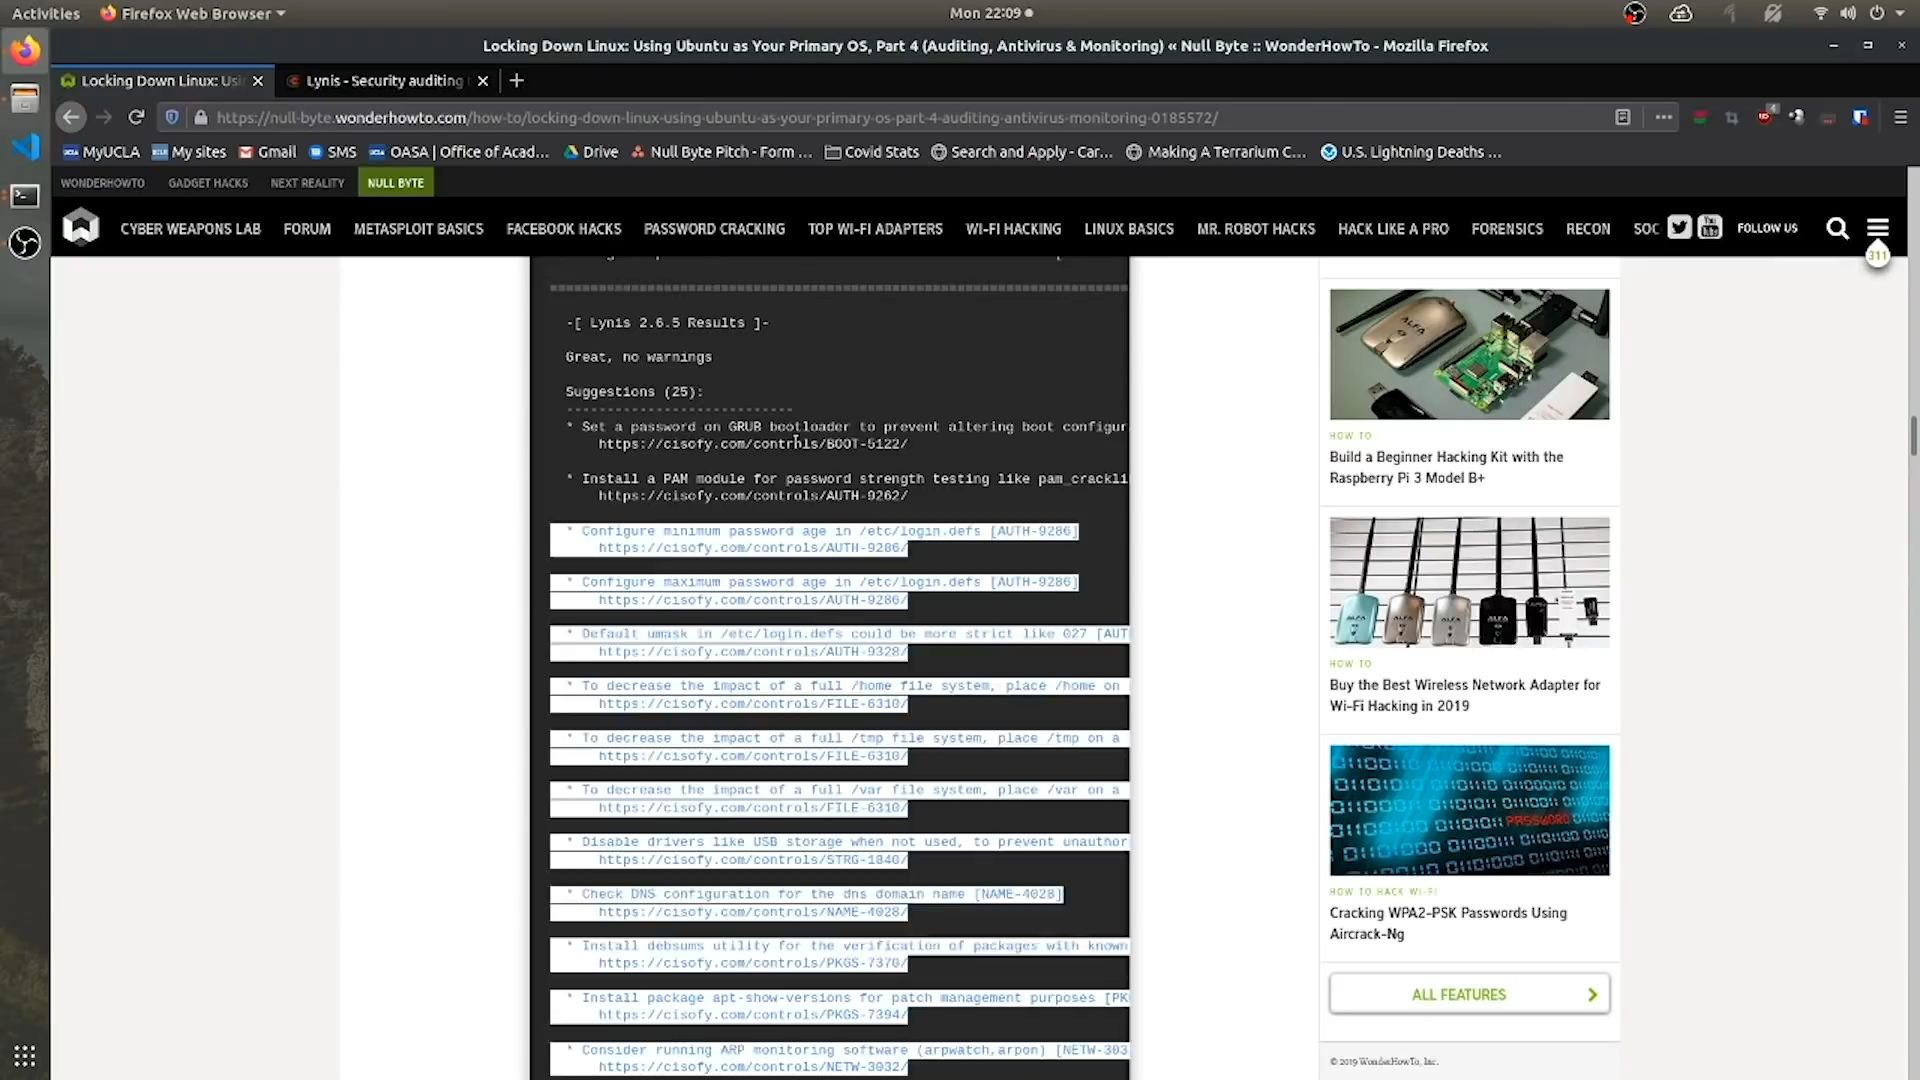 Activities
Firefox Web Browser
Mon 22:09
Locking Down Linux: Using Ubuntu as Your Primary OS, Part 4 (Auditing, Antivirus & Monitoring) « Null Byte :: WonderHowTo - Mozilla Firefox
Locking Down Linux: Usi
Lynis - Security auditing
https://null-byte.wonderhowto.com/how-to/locking-down-linux-using-ubuntu-as-your-primary-os-part-4-auditing-antivirus-monitoring-0185572/
4
MyUCLA
My sites
Gmail
SMS
OASA | Office of Acad...
Drive
Null Byte Pitch - Form ...
Covid Stats
Search and Apply - Car...
Making A Terrarium C...
U.S. Lightning Deaths ...
WONDERHOWTO
GADGET HACKS
NEXT REALITY
NULL BYTE
CYBER WEAPONS LAB
FORUM
METASPLOIT BASICS
FACEBOOK HACKS
PASSWORD CRACKING
TOP WI-FI ADAPTERS
WI-FI HACKING
LINUX BASICS
MR. ROBOT HACKS
HACK LIKE A PRO
FORENSICS
RECON
SOC
FOLLOW US
311
-[ Lynis 2.6.5 Results ]-
Great, no warnings
Suggestions (25):
----------------------------
* Set a password on GRUB bootloader to prevent altering boot configur
https://cisofy.com/controls/BOOT-5122/
* Install a PAM module for password strength testing like pam_crackli
https://cisofy.com/controls/AUTH-9262/
* Configure minimum password age in /etc/login.defs [AUTH-9286]
https://cisofy.com/controls/AUTH-9286/
* Configure maximum password age in /etc/login.defs [AUTH-9286]
https://cisofy.com/controls/AUTH-9286/
* Default umask in /etc/login.defs could be more strict like 027 [AUT
https://cisofy.com/controls/AUTH-9328/
* To decrease the impact of a full /home file system, place /home on
https://cisofy.com/controls/FILE-6310/
* To decrease the impact of a full /tmp file system, place /tmp on a
https://cisofy.com/controls/FILE-6310/
* To decrease the impact of a full /var file system, place /var on a
https://cisofy.com/controls/FILE-6310/
* Disable drivers like USB storage when not used, to prevent unauthor
https://cisofy.com/controls/STRG-1840/
* Check DNS configuration for the dns domain name [NAME-4028]
https://cisofy.com/controls/NAME-4028/
* Install debsums utility for the verification of packages with known
https://cisofy.com/controls/PKGS-7370/
* Install package apt-show-versions for patch management purposes [PK
https://cisofy.com/controls/PKGS-7394/
* Consider running ARP monitoring software (arpwatch,arpon) [NETW-303
https://cisofy.com/controls/NETW-3032/
HOW TO
Build a Beginner Hacking Kit with the
Raspberry Pi 3 Model B+
HOW TO
Buy the Best Wireless Network Adapter for
Wi-Fi Hacking in 2019
PASSWORD
HOW TO HACK WI-FI
Cracking WPA2-PSK Passwords Using
Aircrack-Ng
ALL FEATURES
© 2019 WonderHowTo, Inc.